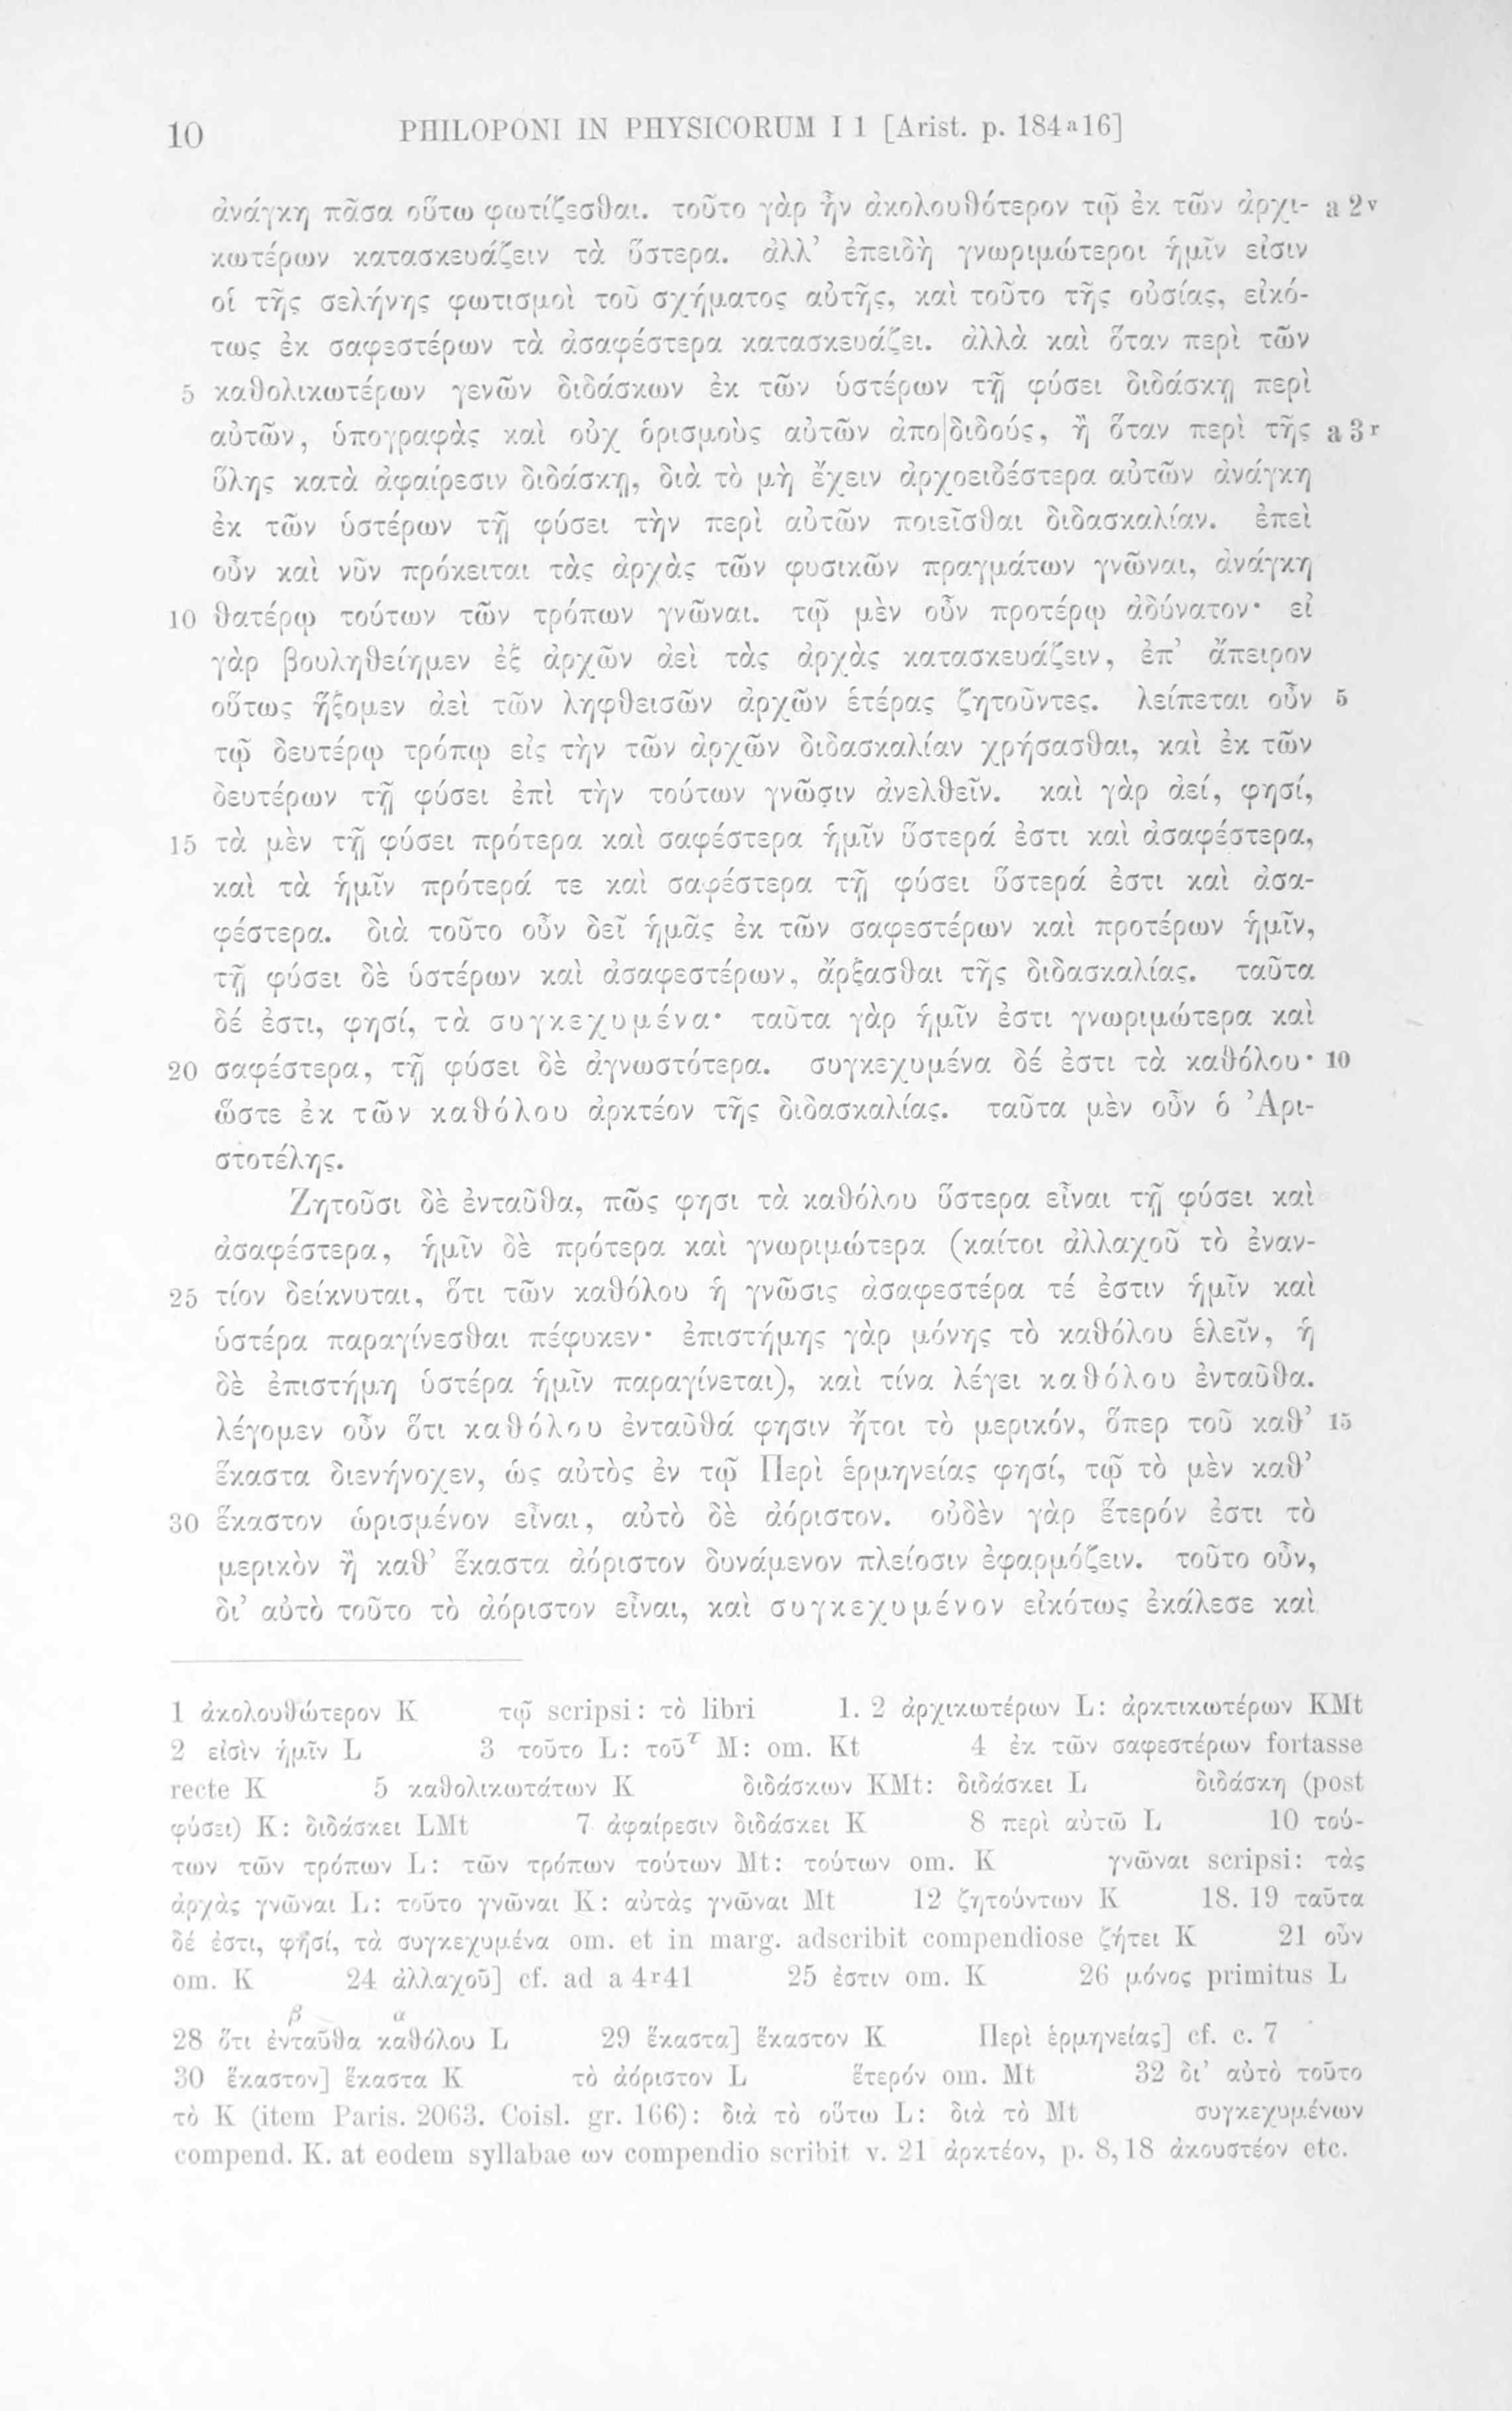 10 PHILOPONI IN PHYSICORUM I 1 [Arist. p. 184ᵃ16]
ἀνάγκη πᾶσα οὕτω φωτίζεσθαι. τοῦτο γὰρ ἦν ἀκολουθότερον τῷ ἐκ τῶν ἀρχι- a 2ᵛ
κωτέρων κατασκευάζειν τὰ ὕστερα. ἀλλ’ ἐπειδὴ γνωριμώτεροι ἡμῖν εἰσιν
οἱ τῆς σελήνης φωτισμοὶ τοῦ σχήματος αὐτῆς, καὶ τοῦτο τῆς οὐσίας, εἰκό-
τως ἐκ σαφεστέρων τὰ ἀσαφέστερα κατασκευάζει. ἀλλὰ καὶ ὅταν περὶ τῶν
5 καθολικωτέρων γενῶν διδάσκων ἐκ τῶν ὑστέρων τῇ φύσει διδάσκῃ περὶ
αὐτῶν, ὑπογραφὰς καὶ οὐχ ὁρισμοὺς αὐτῶν ἀπο|διδούς, ἢ ὅταν περὶ τῆς a 3ʳ
ὕλης κατὰ ἀφαίρεσιν διδάσκῃ, διὰ τὸ μὴ ἔχειν ἀρχοειδέστερα αὐτῶν ἀνάγκη
ἐκ τῶν ὑστέρων τῇ φύσει τὴν περὶ αὐτῶν ποιεῖσθαι διδασκαλίαν. ἐπεὶ
οὖν καὶ νῦν πρόκειται τὰς ἀρχὰς τῶν φυσικῶν πραγμάτων γνῶναι, ἀνάγκη
10 θατέρῳ τούτων τῶν τρόπων γνῶναι. τῷ μὲν οὖν προτέρῳ ἀδύνατον· εἰ
γὰρ βουληθείημεν ἐξ ἀρχῶν ἀεὶ τὰς ἀρχὰς κατασκευάζειν, ἐπ’ ἄπειρον
οὕτως ἥξομεν ἀεὶ τῶν ληφθεισῶν ἀρχῶν ἑτέρας ζητοῦντες. λείπεται οὖν 5
τῷ δευτέρῳ τρόπῳ εἰς τὴν τῶν ἀρχῶν διδασκαλίαν χρήσασθαι, καὶ ἐκ τῶν
δευτέρων τῇ φύσει ἐπὶ τὴν τούτων γνῶσιν ἀνελθεῖν. καὶ γὰρ ἀεί, φησί,
15 τὰ μὲν τῇ φύσει πρότερα καὶ σαφέστερα ἡμῖν ὕστερά ἐστι καὶ ἀσαφέστερα,
καὶ τὰ ἡμῖν πρότερά τε καὶ σαφέστερα τῇ φύσει ὕστερά ἐστι καὶ ἀσα-
φέστερα. διὰ τοῦτο οὖν δεῖ ἡμᾶς ἐκ τῶν σαφεστέρων καὶ προτέρων ἡμῖν,
τῇ φύσει δὲ ὑστέρων καὶ ἀσαφεστέρων, ἄρξασθαι τῆς διδασκαλίας. ταῦτα
δέ ἐστι, φησί, τὰ συγκεχυμένα· ταῦτα γὰρ ἡμῖν ἐστι γνωριμώτερα καὶ
20 σαφέστερα, τῇ φύσει δὲ ἀγνωστότερα. συγκεχυμένα δέ ἐστι τὰ καθόλου· 10
ὥστε ἐκ τῶν καθόλου ἀρκτέον τῆς διδασκαλίας. ταῦτα μὲν οὖν ὁ Ἀρι-
στοτέλης.
Ζητοῦσι δὲ ἐνταῦθα, πῶς φησι τὰ καθόλου ὕστερα εἶναι τῇ φύσει καὶ
ἀσαφέστερα, ἡμῖν δὲ πρότερα καὶ γνωριμώτερα (καίτοι ἀλλαχοῦ τὸ ἐναν-
25 τίον δείκνυται, ὅτι τῶν καθόλου ἡ γνῶσις ἀσαφεστέρα τέ ἐστιν ἡμῖν καὶ
ὑστέρα παραγίνεσθαι πέφυκεν· ἐπιστήμης γὰρ μόνης τὸ καθόλου ἑλεῖν, ἡ
δὲ ἐπιστήμη ὑστέρα ἡμῖν παραγίνεται), καὶ τίνα λέγει καθόλου ἐνταῦθα.
λέγομεν οὖν ὅτι καθόλου ἐνταῦθά φησιν ἤτοι τὸ μερικόν, ὅπερ τοῦ καθ’ 15
ἕκαστα διενήνοχεν, ὡς αὐτὸς ἐν τῷ Περὶ ἑρμηνείας φησί, τῷ τὸ μὲν καθ’
30 ἕκαστον ὡρισμένον εἶναι, αὐτὸ δὲ ἀόριστον. οὐδὲν γὰρ ἕτερόν ἐστι τὸ
μερικὸν ἢ καθ’ ἕκαστα ἀόριστον δυνάμενον πλείοσιν ἐφαρμόζειν. τοῦτο οὖν,
δι’ αὐτὸ τοῦτο τὸ ἀόριστον εἶναι, καὶ συγκεχυμένον εἰκότως ἐκάλεσε καὶ
1 ἀκολουθώτερον K τῷ scripsi: τὸ libri 1. 2 ἀρχικωτέρων L: ἀρκτικωτέρων KMt
2 εἰσὶν ἡμῖν L 3 τοῦτο L: τοῦᵀ M: om. Kt 4 ἐκ τῶν σαφεστέρων fortasse
recte K 5 καθολικωτάτων K διδάσκων KMt: διδάσκει L διδάσκη (post
φύσει) K: διδάσκει LMt 7 ἀφαίρεσιν διδάσκει K 8 περὶ αὐτῶ L 10 τού-
των τῶν τρόπων L: τῶν τρόπων τούτων Mt: τούτων om. K γνῶναι scripsi: τὰς
ἀρχὰς γνῶναι L: τοῦτο γνῶναι K: αὐτὰς γνῶναι Mt 12 ζητούντων K 18. 19 ταῦτα
δέ ἐστι, φησί, τὰ συγκεχυμένα om. et in marg. adscribit compendiose ζήτει K 21 οὖν
om. K 24 ἀλλαχοῦ] cf. ad a 4ʳ41 25 ἐστιν om. K 26 μόνος primitus L
β α
28 ὅτι ἐνταῦθα καθόλου L 29 ἕκαστα] ἕκαστον K Περὶ ἑρμηνείας] cf. c. 7
30 ἕκαστον] ἕκαστα K τὸ ἀόριστον L ἕτερόν om. Mt 32 δι’ αὐτὸ τοῦτο
τὸ K (item Paris. 2063. Coisl. gr. 166): διὰ τὸ οὕτω L: διὰ τὸ Mt συγκεχυμένων
compend. K. at eodem syllabae ων compendio scribit v. 21 ἀρκτέον, p. 8,18 ἀκουστέον etc.